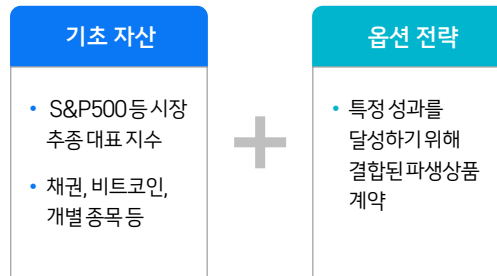 기초 자산
• S&P500 등 시장
추종 대표 지수
• 채권, 비트코인,
개별 종목 등
옵션 전략
• 특정 성과를
달성하기 위해
결합된 파생상품
계약